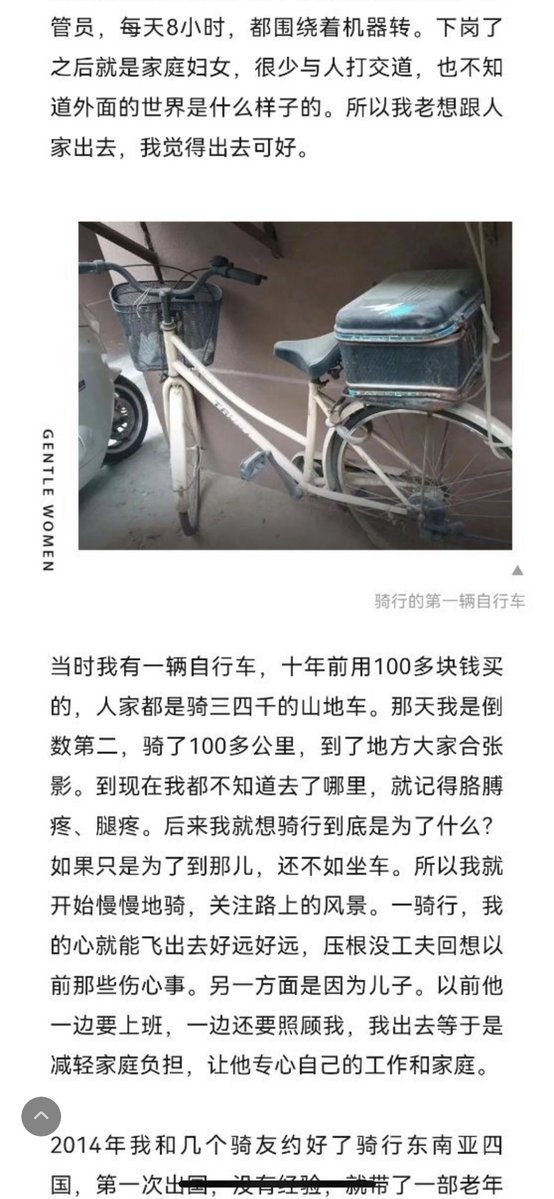 管员，每天8小时，都围绕着机器转。下岗了
之后就是家庭妇女，很少与人打交道，也不知
道外面的世界是什么样子的。所以我老想跟人
家出去，我觉得出去可好。
GENTLE WOMEN
▲
骑行的第一辆自行车
当时我有一辆自行车，十年前用100多块钱买
的，人家都是骑三四千的山地车。那天我是倒
数第二，骑了100多公里，到了地方大家合张
影。到现在我都不知道去了哪里，就记得胳膊
疼、腿疼。后来我就想骑行到底是为了什么？
如果只是为了到那儿，还不如坐车。所以我就
开始慢慢地骑，关注路上的风景。一骑行，我
的心就能飞出去好远好远，压根没工夫回想以
前那些伤心事。另一方面是因为儿子。以前他
一边要上班，一边还要照顾我，我出去等于是
减轻家庭负担，让他专心自己的工作和家庭。
2014年我和几个骑友约好了骑行东南亚四
国，第一次出国，没有经验，就带了一部老年